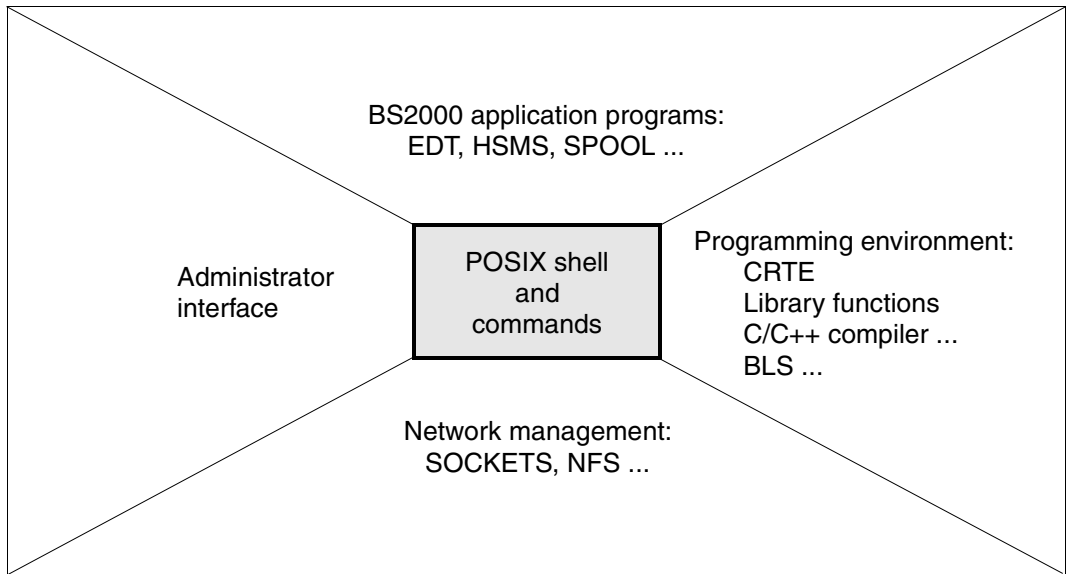 BS2000 application programs:
EDT, HSMS, SPOOL ...
Administrator
interface
POSIX shell
and
commands
Programming environment:
CRTE
Library functions
C/C++ compiler ...
BLS ...
Network management:
SOCKETS, NFS ...